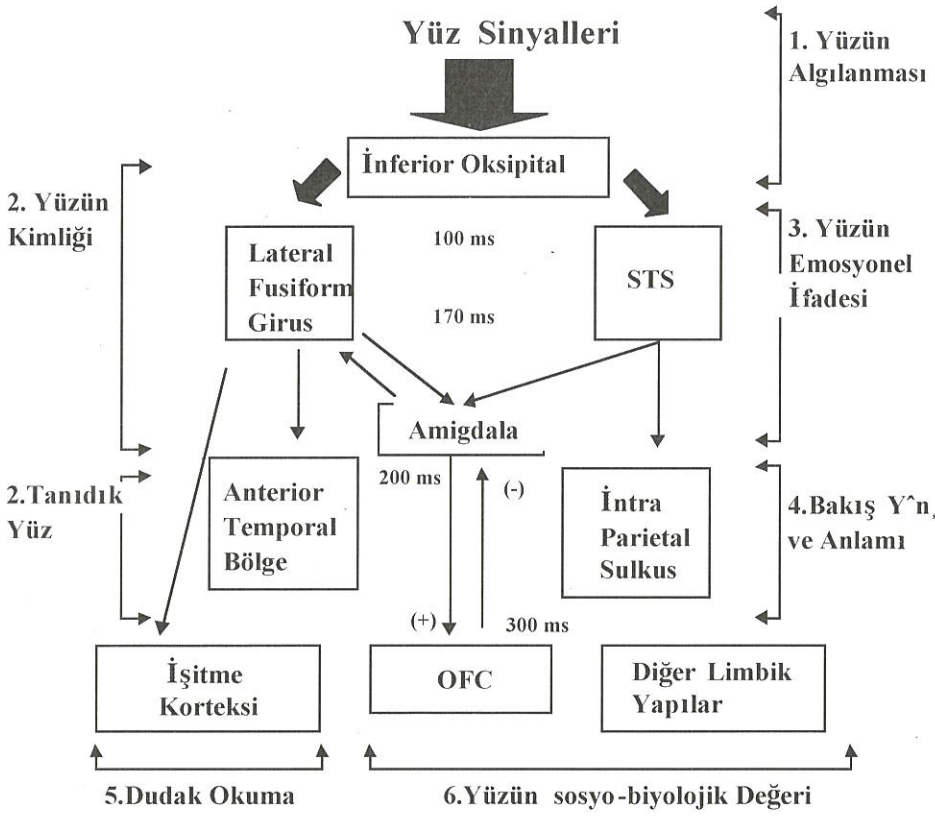 Yüz Sinyalleri
1. Yüzün
Algılanması
İnferior Oksipital
2. Yüzün
Kimliği
Lateral
Fusiform
Girus
100 ms
170 ms
STS
3. Yüzün
Emosyonel
İfadesi
Amigdala
200 ms
(-)
2.Tanıdık
Yüz
Anterior
Temporal
Bölge
İntra
Parietal
Sulkus
4.Bakış Y^n,
ve Anlamı
(+)
300 ms
İşitme
Korteksi
OFC
Diğer Limbik
Yapılar
5.Dudak Okuma
6.Yüzün sosyo-biyolojik Değeri